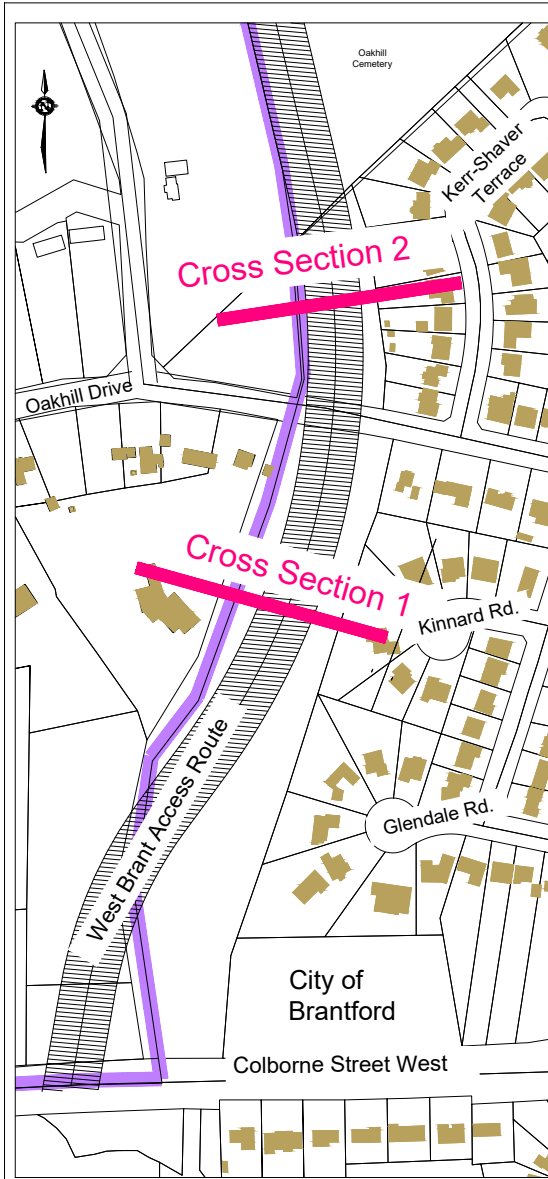 Oakhill
Cemetery
N
Kerr-Shaver
Terrace
Cross Section 2
Oakhill Drive
Cross Section 1
Kinnard Rd.
West Brant Access Route
Glendale Rd.
City of
Brantford
Colborne Street West